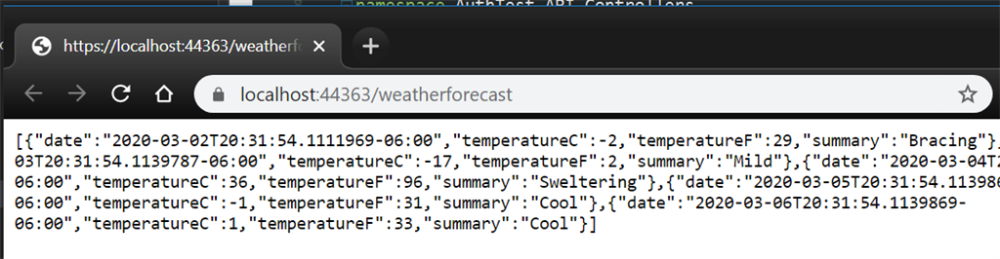 namespace AuthTest.API.Controllers
https://localhost:44363/weatherf
localhost:44363/weatherforecast
[{"date":"2020-03-02T20:31:54.1111969-06:00","temperatureC":-2,"temperatureF":29,"summary":"Bracing"},
03T20:31:54.1139787-06:00","temperatureC":-17,"temperatureF":2,"summary":"Mild"},{"date":"2020-03-04T2
06:00","temperatureC":36,"temperatureF":96,"summary":"Sweltering"},{"date":"2020-03-05T20:31:54.113986
06:00","temperatureC":-1,"temperatureF":31,"summary":"Cool"},{"date":"2020-03-06T20:31:54.1139869-
06:00","temperatureC":1,"temperatureF":33,"summary":"Cool"}]